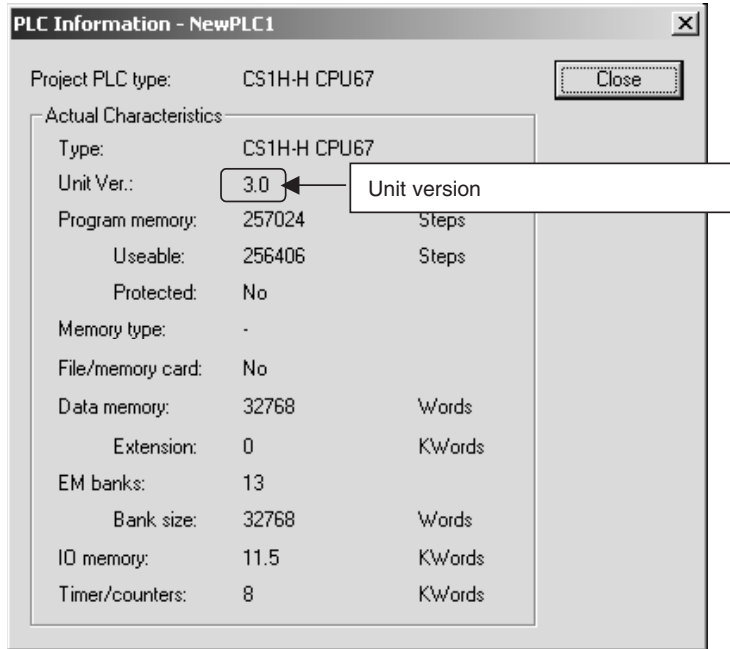 PLC Information - NewPLC1
Project PLC type: CS1H-H CPU67 Close
Actual Characteristics
Type: CS1H-H CPU67
Unit Ver.: 3.0 Unit version
Program memory: 257024 Steps
Useable: 256406 Steps
Protected: No
Memory type: -
File/memory card: No
Data memory: 32768 Words
Extension: 0 KWords
EM banks: 13
Bank size: 32768 Words
IO memory: 11.5 KWords
Timer/counters: 8 KWords